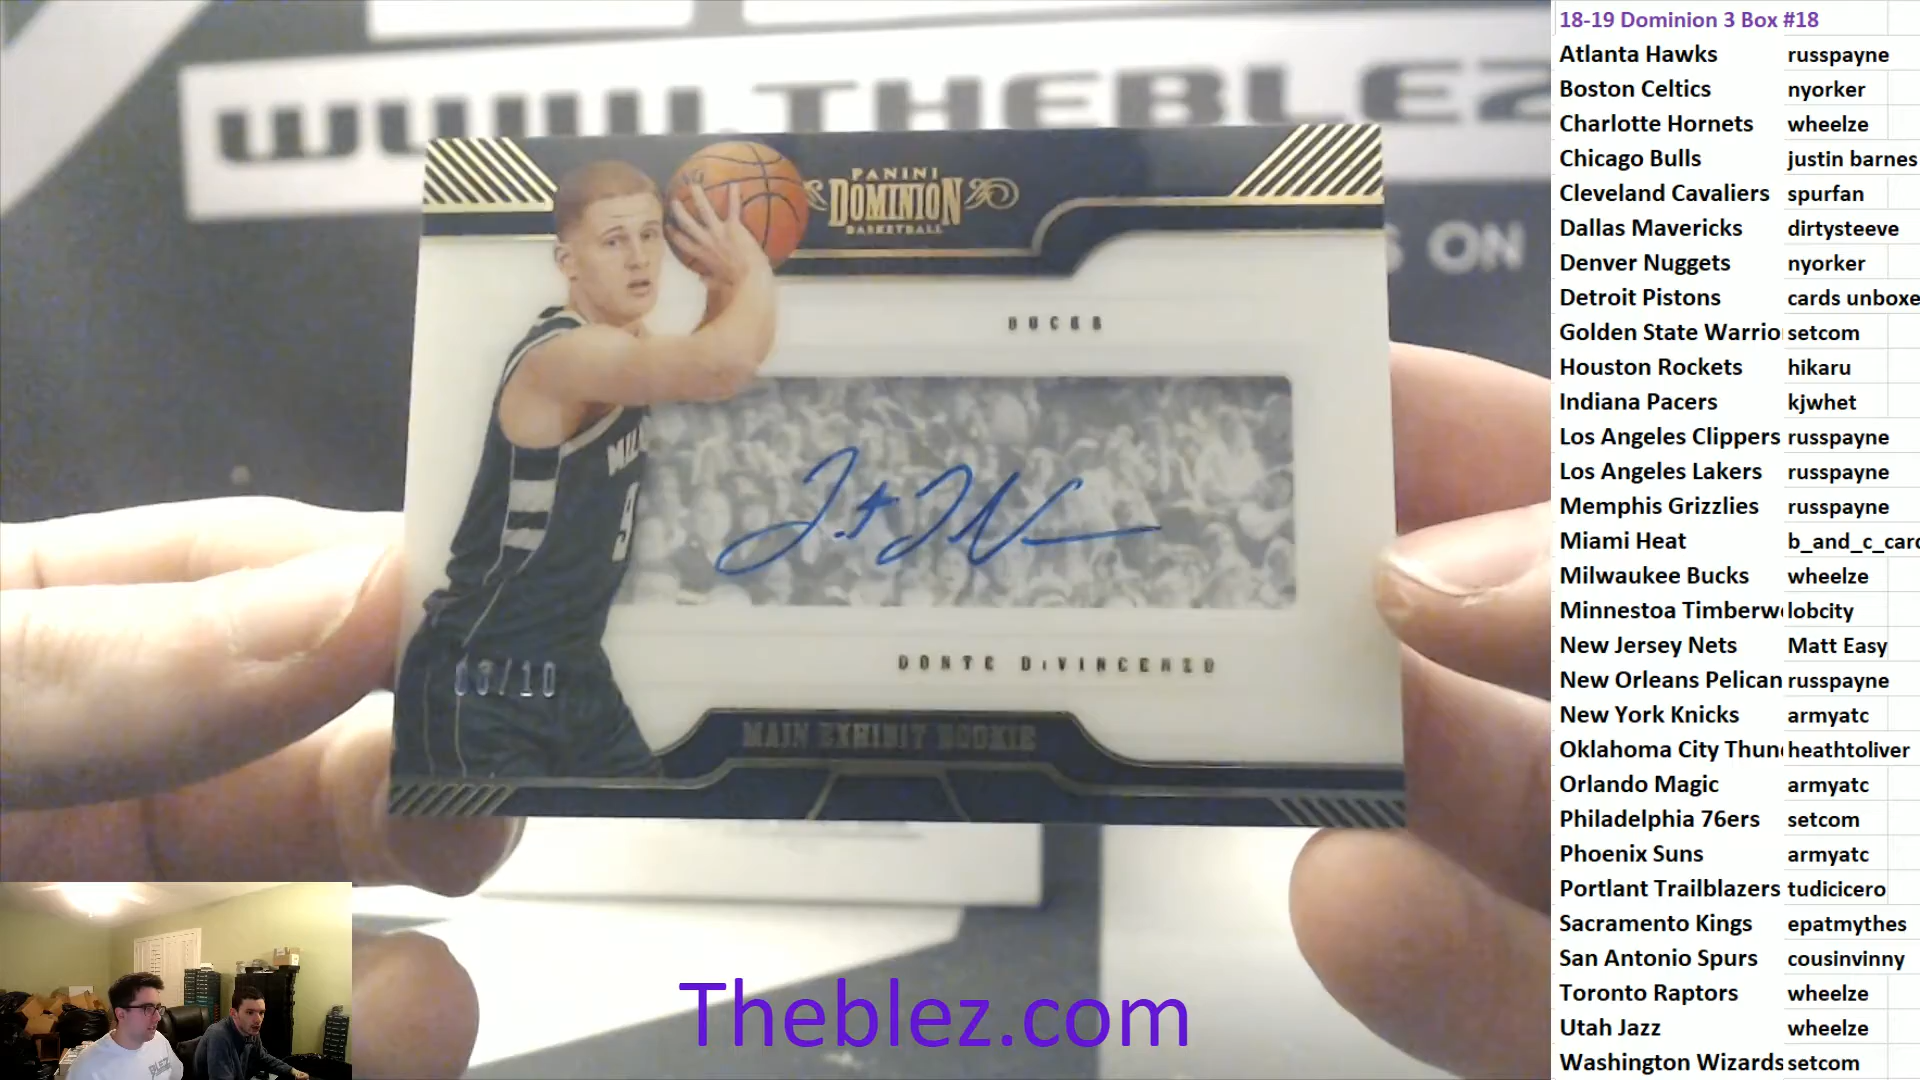 WWW.THEBLEZ
S ON
PANINI
DOMINION
BASKETBALL
BUCKS
MIL
9
DONTE DiVINCENZO
/10
MAIN EXHIBIT ROOKIE
Theblez.com
18-19 Dominion 3 Box #18
Atlanta Hawks russpayne
Boston Celtics nyorker
Charlotte Hornets wheelze
Chicago Bulls justin barnes
Cleveland Cavaliers spurfan
Dallas Mavericks dirtysteeve
Denver Nuggets nyorker
Detroit Pistons cards unboxe
Golden State Warrio setcom
Houston Rockets hikaru
Indiana Pacers kjwhet
Los Angeles Clippers russpayne
Los Angeles Lakers russpayne
Memphis Grizzlies russpayne
Miami Heat b_and_c_card
Milwaukee Bucks wheelze
Minnestoa Timberw lobcity
New Jersey Nets Matt Easy
New Orleans Pelican russpayne
New York Knicks armyatc
Oklahoma City Thun heathtoliver
Orlando Magic armyatc
Philadelphia 76ers setcom
Phoenix Suns armyatc
Portlant Trailblazers tudicicero
Sacramento Kings epatmythes
San Antonio Spurs cousinvinny
Toronto Raptors wheelze
Utah Jazz wheelze
Washington Wizards setcom